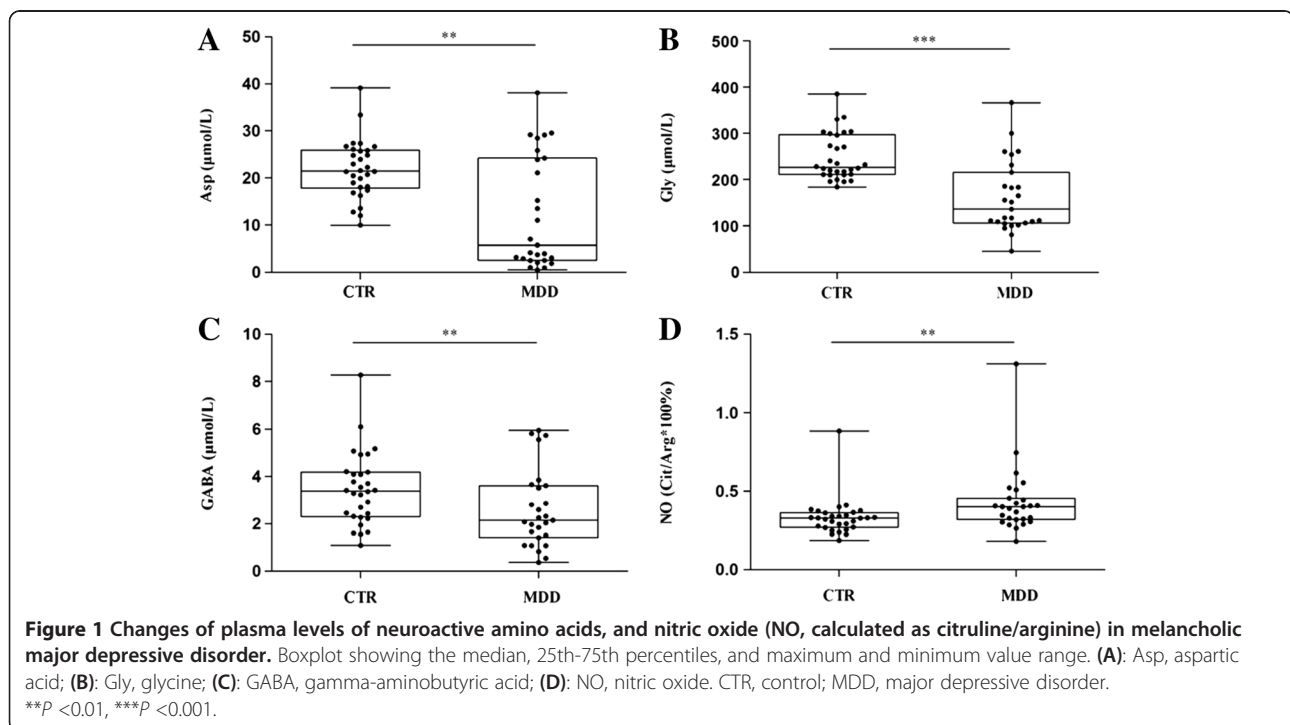 A
**
50
40
30
20
10
0
Asp (μmol/L)
CTR
MDD
B
***
500
400
300
200
100
0
Gly (μmol/L)
CTR
MDD
C
**
10
8
6
4
2
0
GABA (μmol/L)
CTR
MDD
D
**
1.5
1.0
0.5
0.0
NO (Cit/Arg*100%)
CTR
MDD
Figure 1 Changes of plasma levels of neuroactive amino acids, and nitric oxide (NO, calculated as citruline/arginine) in melancholic
major depressive disorder. Boxplot showing the median, 25th-75th percentiles, and maximum and minimum value range. (A): Asp, aspartic
acid; (B): Gly, glycine; (C): GABA, gamma-aminobutyric acid; (D): NO, nitric oxide. CTR, control; MDD, major depressive disorder.
**P <0.01, ***P <0.001.